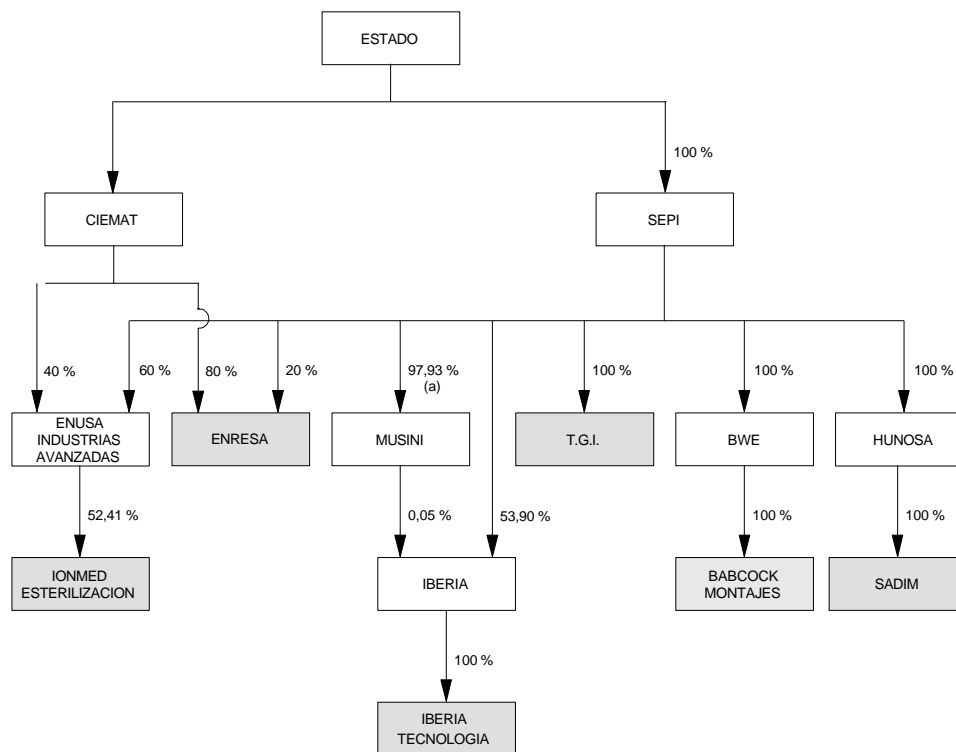 ESTADO
100 %
CIEMAT
SEPI
40 %
60 %
80 %
20 %
97,93 %
(a)
100 %
100 %
100 %
ENUSA
INDUSTRIAS
AVANZADAS
ENRESA
MUSINI
T.G.I.
BWE
HUNOSA
52,41 %
0,05 %
53,90 %
100 %
100 %
IONMED
ESTERILIZACION
IBERIA
BABCOCK
MONTAJES
SADIM
100 %
IBERIA
TECNOLOGIA